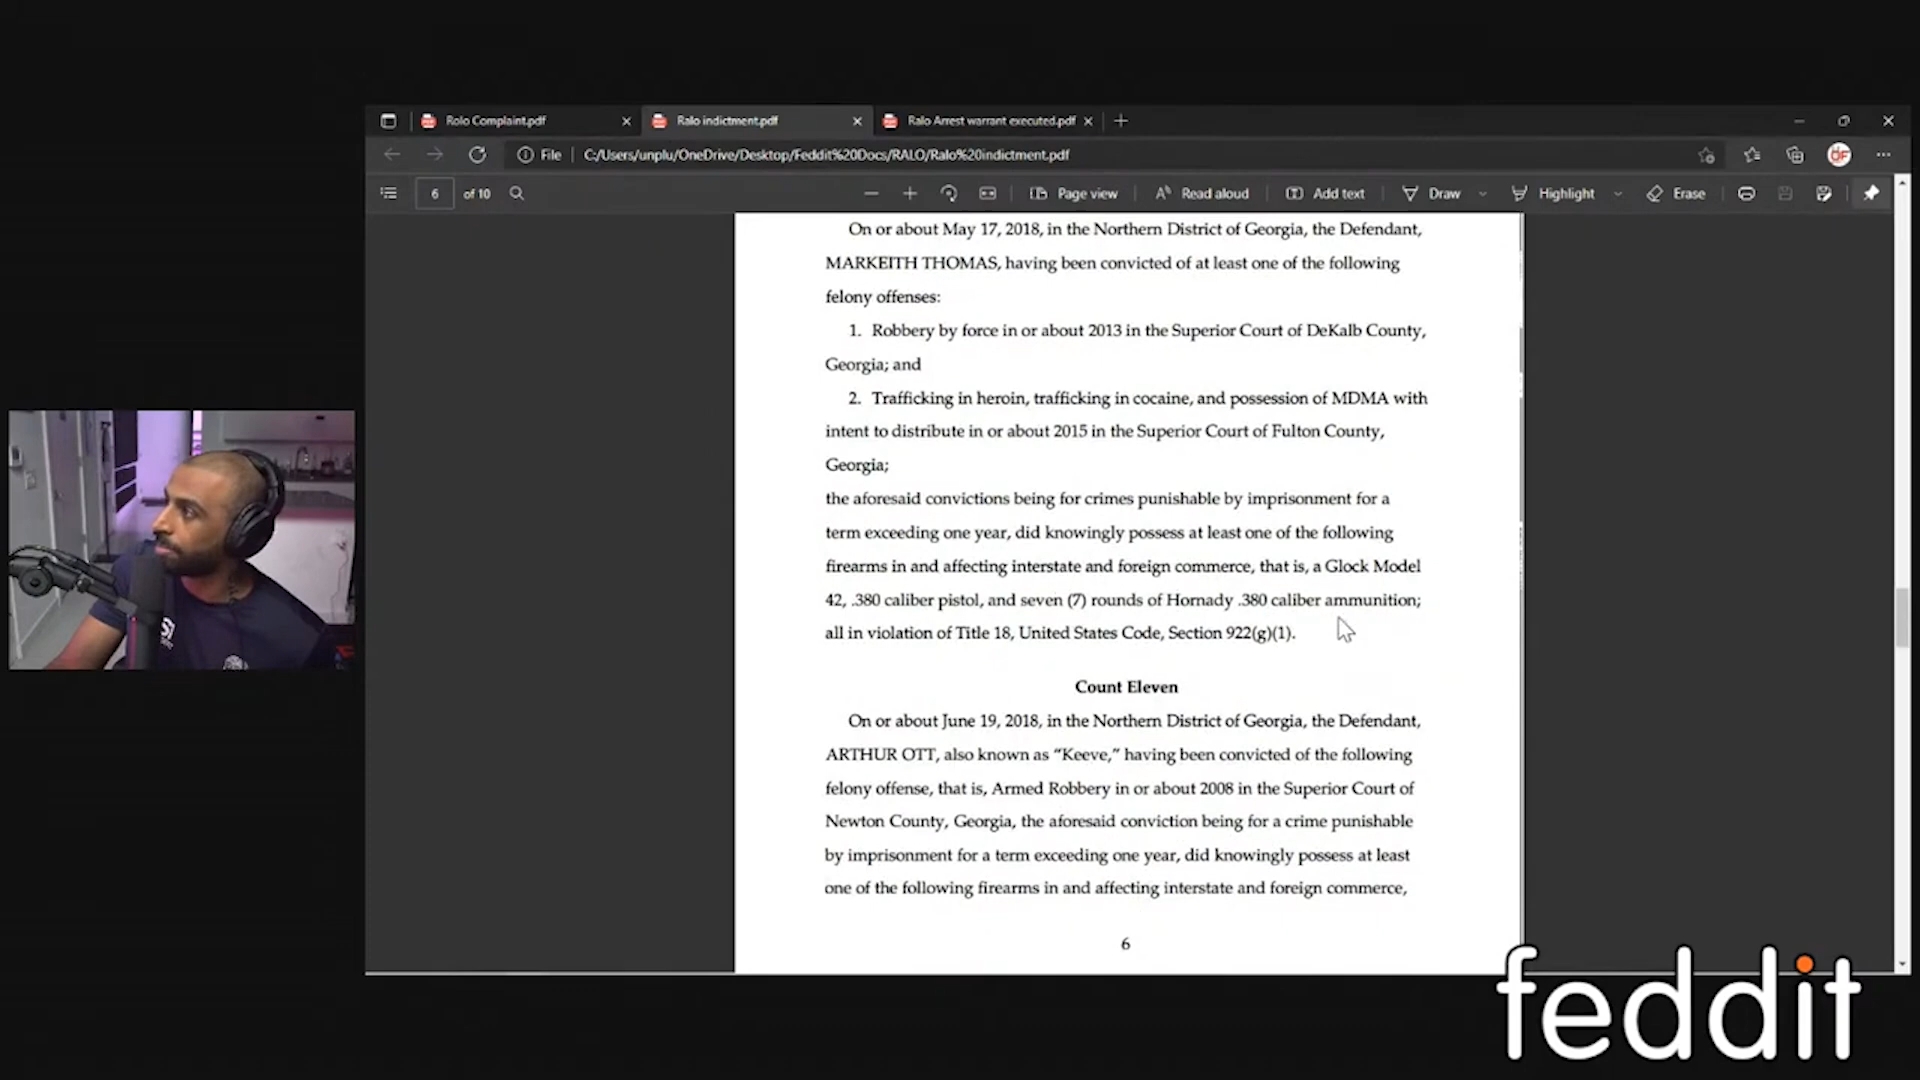 Rolo Complaint.pdf
Ralo indictment.pdf
Ralo Arrest warrant executed.pdf
File
C:/Users/unplu/OneDrive/Desktop/Feddit%20Docs/RALO/Ralo%20indictment.pdf
6 of 10
Page view
Read aloud
Add text
Draw
Highlight
Erase
On or about May 17, 2018, in the Northern District of Georgia, the Defendant,
MARKEITH THOMAS, having been convicted of at least one of the following
felony offenses:
1. Robbery by force in or about 2013 in the Superior Court of DeKalb County,
Georgia; and
2. Trafficking in heroin, trafficking in cocaine, and possession of MDMA with
intent to distribute in or about 2015 in the Superior Court of Fulton County,
Georgia;
the aforesaid convictions being for crimes punishable by imprisonment for a
term exceeding one year, did knowingly possess at least one of the following
firearms in and affecting interstate and foreign commerce, that is, a Glock Model
42, .380 caliber pistol, and seven (7) rounds of Hornady .380 caliber ammunition;
all in violation of Title 18, United States Code, Section 922(g)(1).
Count Eleven
On or about June 19, 2018, in the Northern District of Georgia, the Defendant,
ARTHUR OTT, also known as “Keeve,” having been convicted of the following
felony offense, that is, Armed Robbery in or about 2008 in the Superior Court of
Newton County, Georgia, the aforesaid conviction being for a crime punishable
by imprisonment for a term exceeding one year, did knowingly possess at least
one of the following firearms in and affecting interstate and foreign commerce,
6
feddit